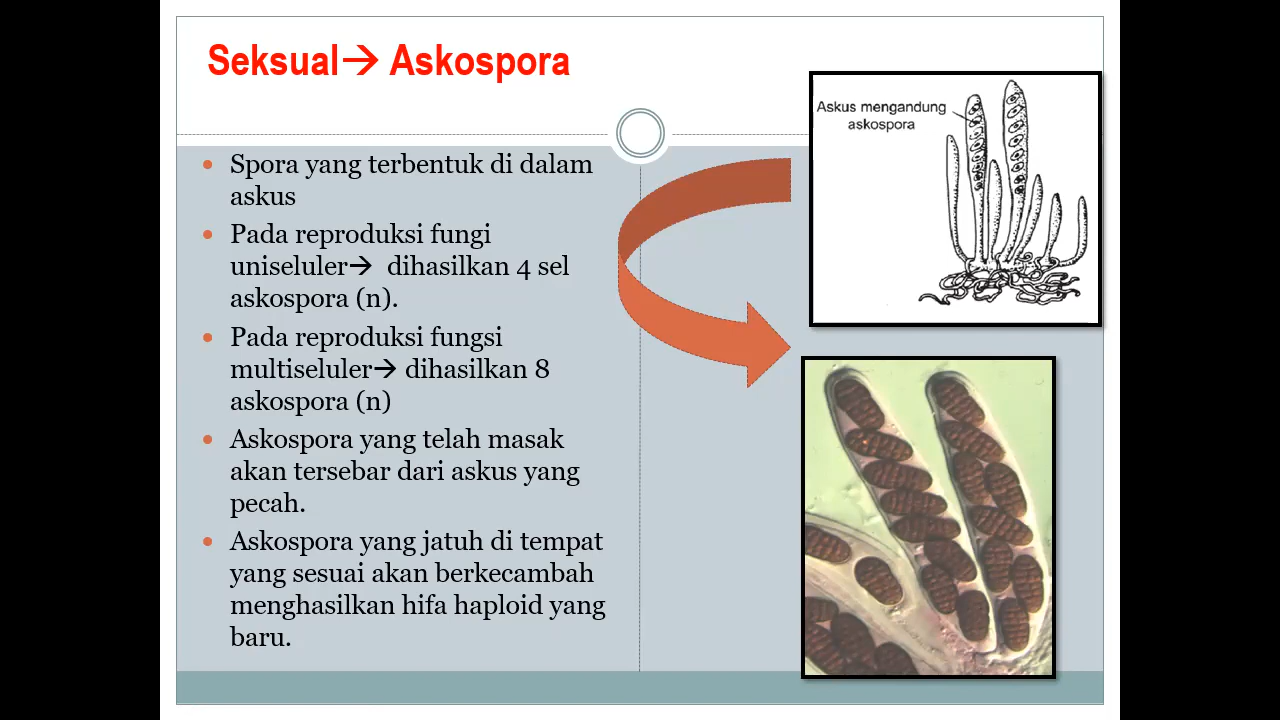 Seksual→ Askospora
Askus mengandung
askospora
• Spora yang terbentuk di dalam
askus
• Pada reproduksi fungi
uniseluler→ dihasilkan 4 sel
askospora (n).
• Pada reproduksi fungsi
multiseluler→ dihasilkan 8
askospora (n)
• Askospora yang telah masak
akan tersebar dari askus yang
pecah.
• Askospora yang jatuh di tempat
yang sesuai akan berkecambah
menghasilkan hifa haploid yang
baru.